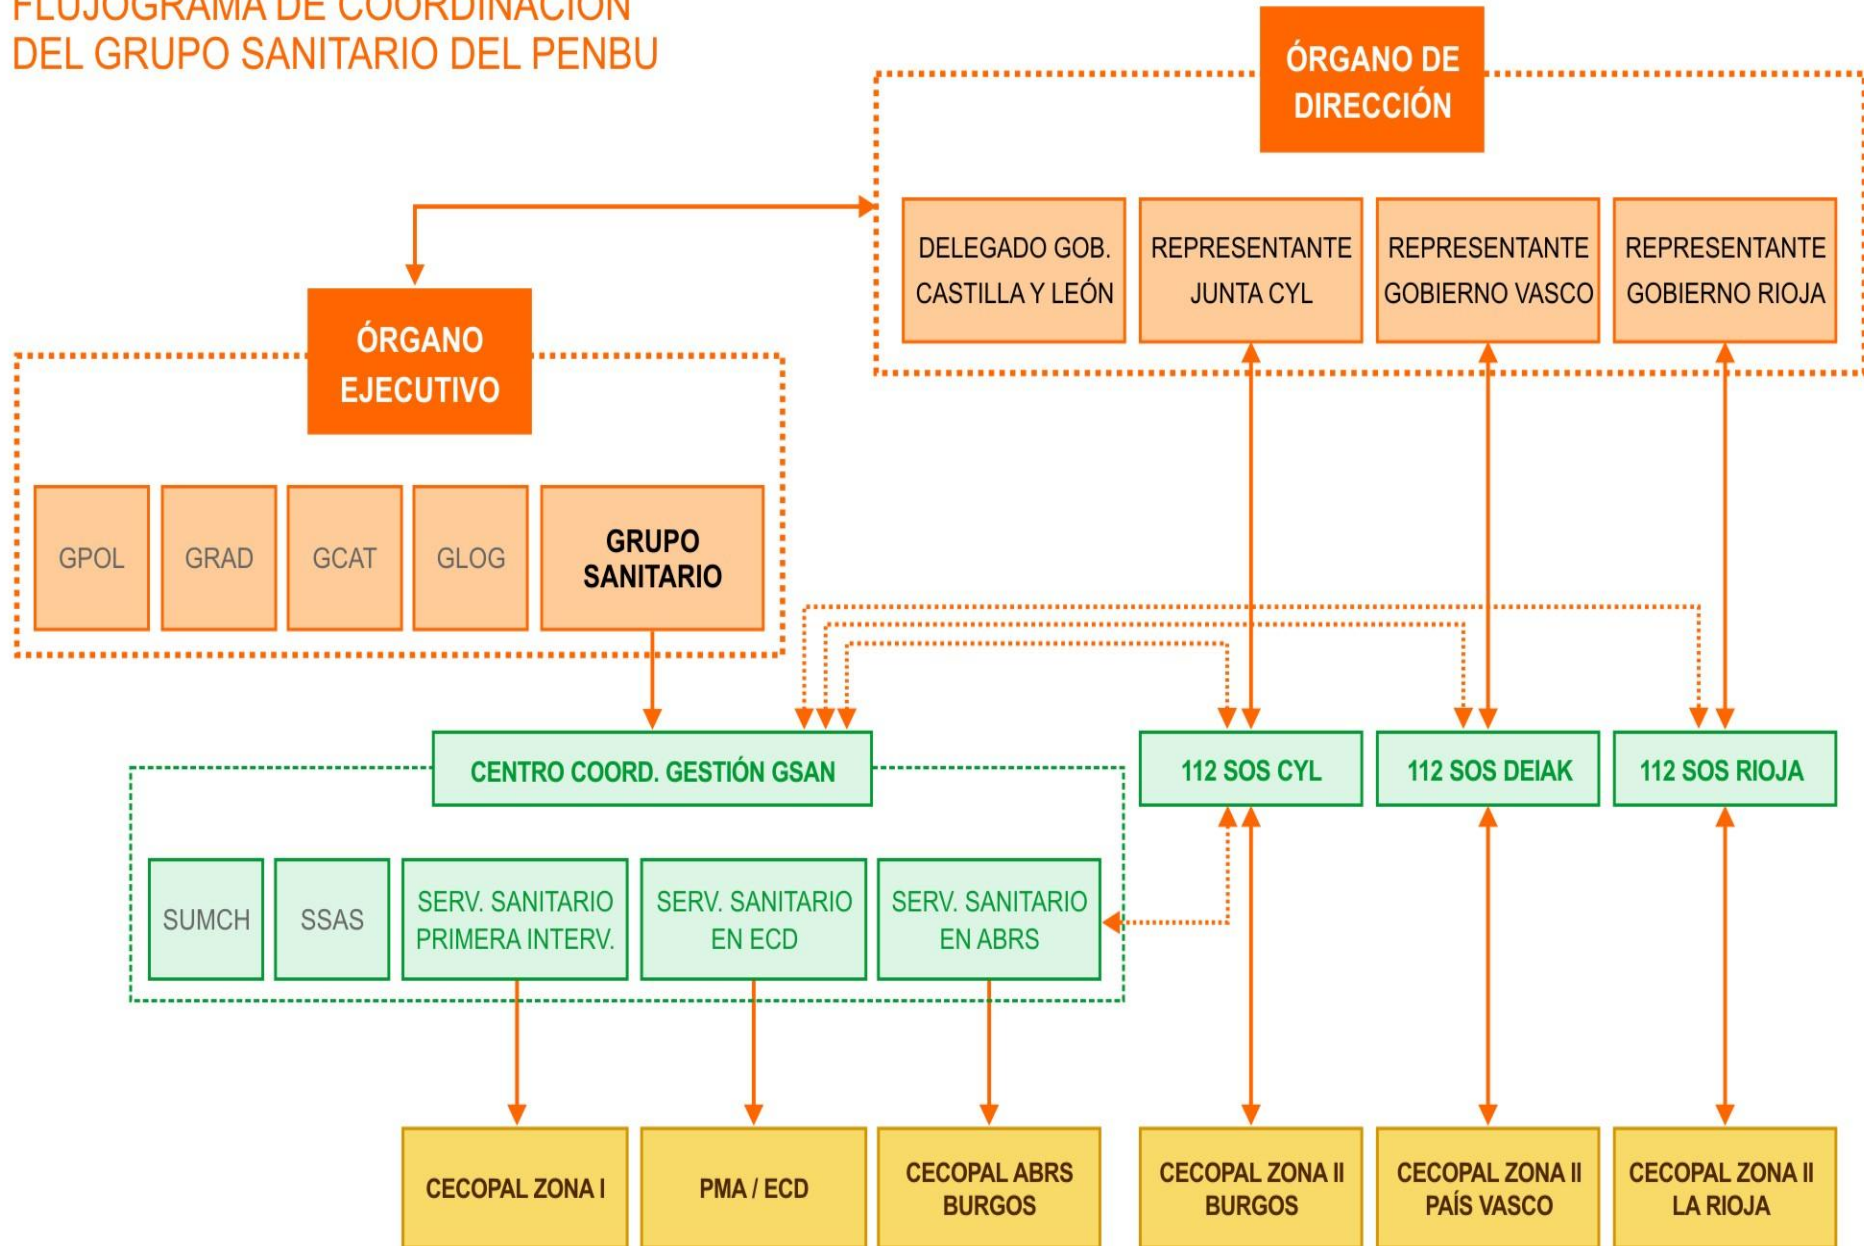 FLUJOGRAMA DE COORDINACIÓN
DEL GRUPO SANITARIO DEL PENBU
ÓRGANO DE
DIRECCIÓN
DELEGADO GOB.
CASTILLA Y LEÓN
REPRESENTANTE
JUNTA CYL
REPRESENTANTE
GOBIERNO VASCO
REPRESENTANTE
GOBIERNO RIOJA
ÓRGANO
EJECUTIVO
GPOL
GRAD
GCAT
GLOG
GRUPO
SANITARIO
CENTRO COORD. GESTIÓN GSAN
112 SOS CYL
112 SOS DEIAK
112 SOS RIOJA
SUMCH
SSAS
SERV. SANITARIO
PRIMERA INTERV.
SERV. SANITARIO
EN ECD
SERV. SANITARIO
EN ABRS
CECOPAL ZONA I
PMA / ECD
CECOPAL ABRS
BURGOS
CECOPAL ZONA II
BURGOS
CECOPAL ZONA II
PAÍS VASCO
CECOPAL ZONA II
LA RIOJA